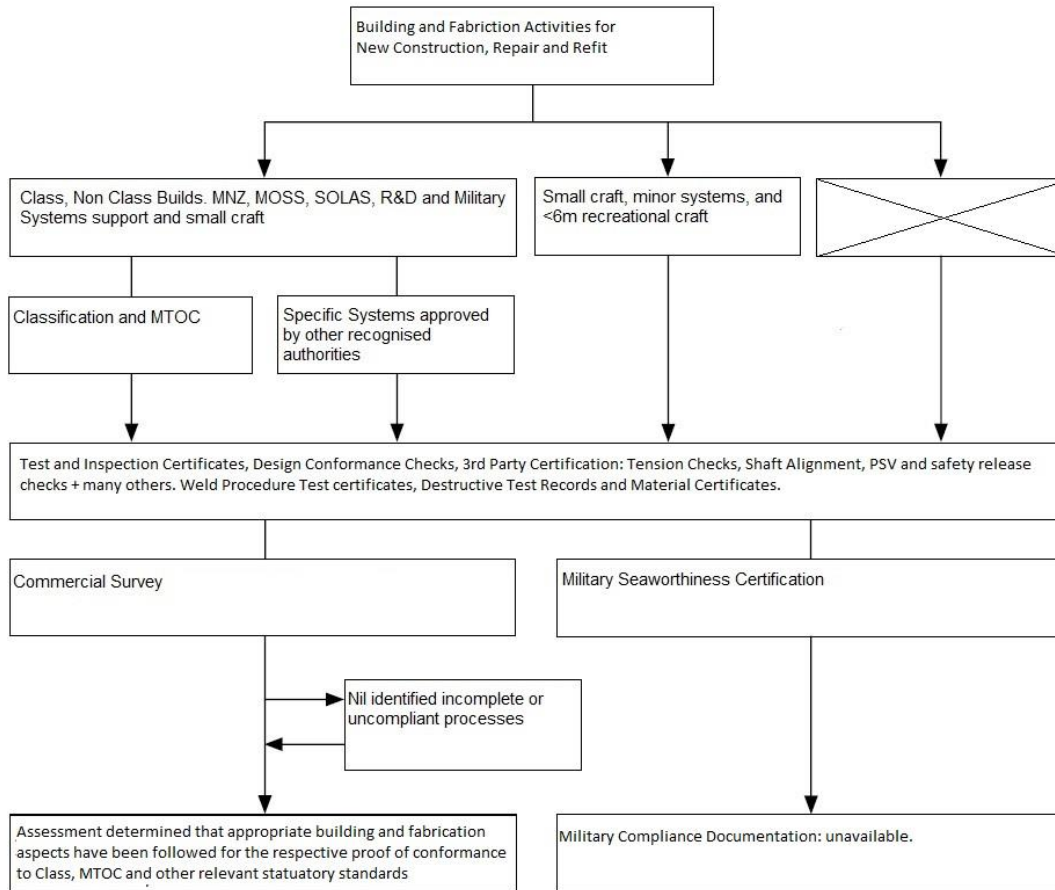 Building and Fabriction Activities for
New Construction, Repair and Refit
Class, Non Class Builds. MNZ, MOSS, SOLAS, R&D and Military
Systems support and small craft
Small craft, minor systems, and
<6m recreational craft
Classification and MTOC
Specific Systems approved
by other recognised
authorities
Test and Inspection Certificates, Design Conformance Checks, 3rd Party Certification: Tension Checks, Shaft Alignment, PSV and safety release
checks + many others. Weld Procedure Test certificates, Destructive Test Records and Material Certificates.
Commercial Survey
Military Seaworthiness Certification
Nil identified incomplete or
uncompliant processes
Assessment determined that appropriate building and fabrication
aspects have been followed for the respective proof of conformance
to Class, MTOC and other relevant statuatory standards
Military Compliance Documentation: unavailable.